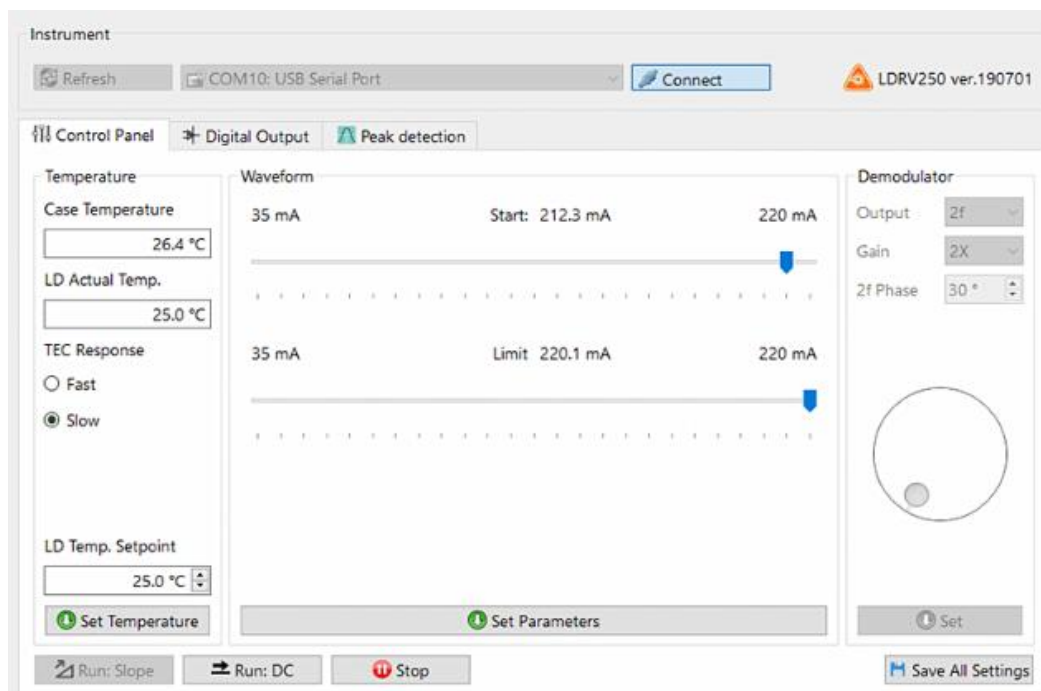 Instrument
Refresh
COM10: USB Serial Port
Connect
LDRV250 ver.190701
Control Panel
Digital Output
Peak detection
Temperature
Case Temperature
26.4 °C
LD Actual Temp.
25.0 °C
TEC Response
Fast
Slow
LD Temp. Setpoint
25.0 °C
Set Temperature
Waveform
35 mA
Start: 212.3 mA
220 mA
35 mA
Limit 220.1 mA
220 mA
Set Parameters
Demodulator
Output 2f
Gain 2X
2f Phase 30 °
Set
Run: Slope
Run: DC
Stop
Save All Settings